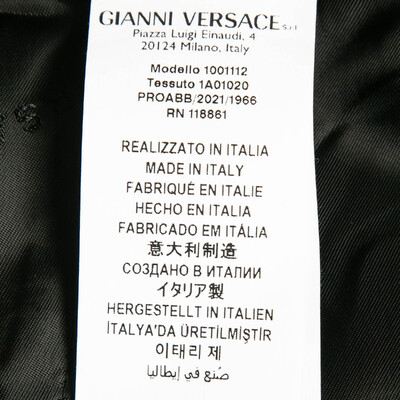 GIANNI VERSACE S.r.l
Piazza Luigi Einaudi, 4
20124 Milano, Italy
Modello 1001112
Tessuto 1A01020
PROABB/2021/1966
RN 118861
REALIZZATO IN ITALIA
MADE IN ITALY
FABRIQUÉ EN ITALIE
HECHO EN ITALIA
FABRICADO EM ITÁLIA
意大利制造
СОЗДАНО В ИТАЛИИ
イタリア製
HERGESTELLT IN ITALIEN
İTALYA'DA ÜRETİLMİŞTİR
이태리 제
صُنع في إيطاليا